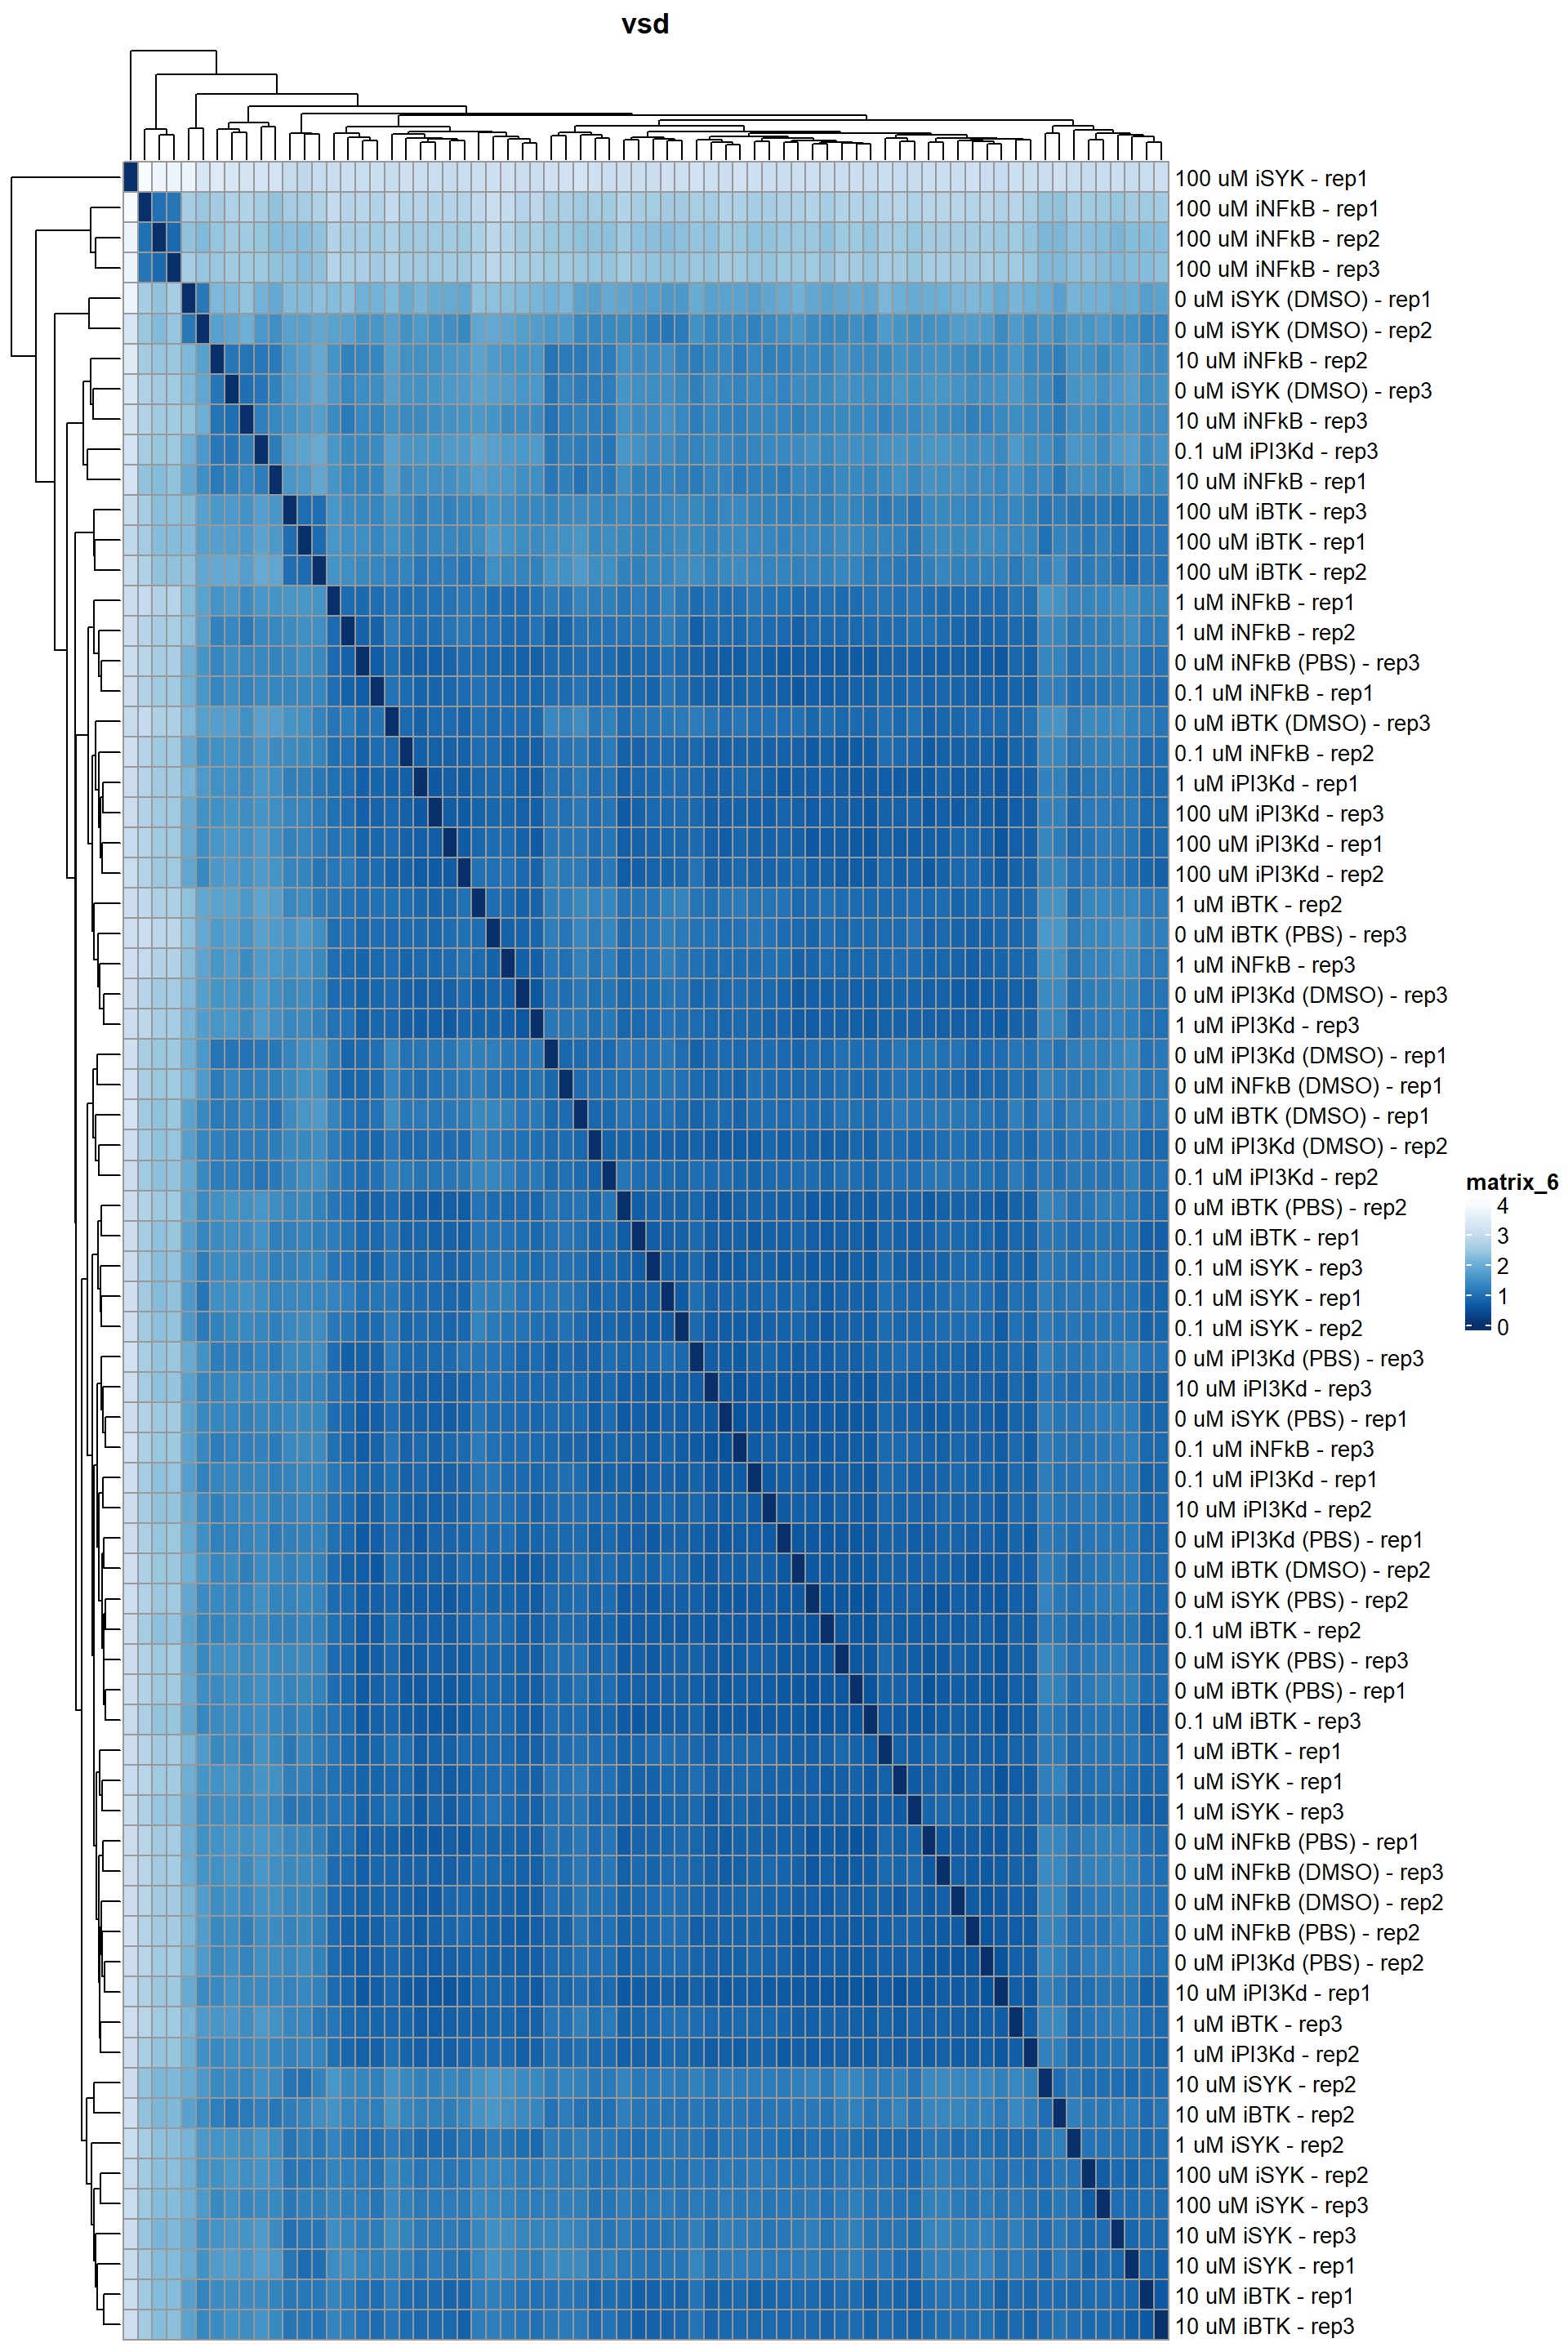 vsd
100 uM iSYK - rep1
100 uM iNFkB - rep1
100 uM iNFkB - rep2
100 uM iNFkB - rep3
0 uM iSYK (DMSO) - rep1
0 uM iSYK (DMSO) - rep2
10 uM iNFkB - rep2
0 uM iSYK (DMSO) - rep3
10 uM iNFkB - rep3
0.1 uM iPI3Kd - rep3
10 uM iNFkB - rep1
100 uM iBTK - rep3
100 uM iBTK - rep1
100 uM iBTK - rep2
1 uM iNFkB - rep1
1 uM iNFkB - rep2
0 uM iNFkB (PBS) - rep3
0.1 uM iNFkB - rep1
0 uM iBTK (DMSO) - rep3
0.1 uM iNFkB - rep2
1 uM iPI3Kd - rep1
100 uM iPI3Kd - rep3
100 uM iPI3Kd - rep1
100 uM iPI3Kd - rep2
1 uM iBTK - rep2
0 uM iBTK (PBS) - rep3
1 uM iNFkB - rep3
0 uM iPI3Kd (DMSO) - rep3
1 uM iPI3Kd - rep3
0 uM iPI3Kd (DMSO) - rep1
0 uM iNFkB (DMSO) - rep1
0 uM iBTK (DMSO) - rep1
0 uM iPI3Kd (DMSO) - rep2
0.1 uM iPI3Kd - rep2
0 uM iBTK (PBS) - rep2
0.1 uM iBTK - rep1
0.1 uM iSYK - rep3
0.1 uM iSYK - rep1
0.1 uM iSYK - rep2
0 uM iPI3Kd (PBS) - rep3
10 uM iPI3Kd - rep3
0 uM iSYK (PBS) - rep1
0.1 uM iNFkB - rep3
0.1 uM iPI3Kd - rep1
10 uM iPI3Kd - rep2
0 uM iPI3Kd (PBS) - rep1
0 uM iBTK (DMSO) - rep2
0 uM iSYK (PBS) - rep2
0.1 uM iBTK - rep2
0 uM iSYK (PBS) - rep3
0 uM iBTK (PBS) - rep1
0.1 uM iBTK - rep3
1 uM iBTK - rep1
1 uM iSYK - rep1
1 uM iSYK - rep3
0 uM iNFkB (PBS) - rep1
0 uM iNFkB (DMSO) - rep3
0 uM iNFkB (DMSO) - rep2
0 uM iNFkB (PBS) - rep2
0 uM iPI3Kd (PBS) - rep2
10 uM iPI3Kd - rep1
1 uM iBTK - rep3
1 uM iPI3Kd - rep2
10 uM iSYK - rep2
10 uM iBTK - rep2
1 uM iSYK - rep2
100 uM iSYK - rep2
100 uM iSYK - rep3
10 uM iSYK - rep3
10 uM iSYK - rep1
10 uM iBTK - rep1
10 uM iBTK - rep3
matrix_6
4
3
2
1
0